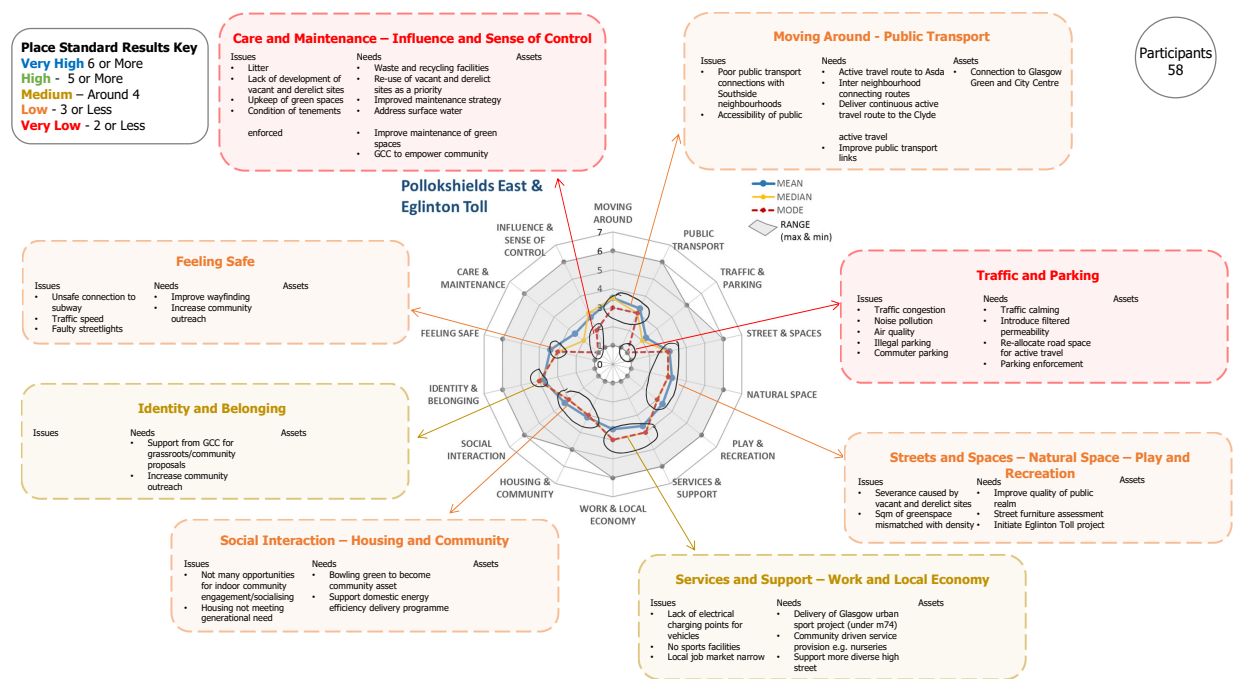 Place Standard Results Key
Very High 6 or More
High - 5 or More
Medium – Around 4
Low - 3 or Less
Very Low - 2 or Less
Care and Maintenance – Influence and Sense of Control
Issues
• Litter
• Lack of development of
vacant and derelict sites
• Upkeep of green spaces
• Condition of tenements
enforced
Needs
• Waste and recycling facilities
• Re-use of vacant and derelict
sites as a priority
• Improved maintenance strategy
• Address surface water
• Improve maintenance of green
spaces
• GCC to empower community
Assets
Moving Around - Public Transport
Issues
• Poor public transport
connections with
Southside
neighbourhoods
• Accessibility of public
Needs
• Active travel route to Asda
• Inter neighbourhood
connecting routes
• Deliver continuous active
travel route to the Clyde
active travel
• Improve public transport
links
Assets
• Connection to Glasgow
Green and City Centre
Participants
58
Pollokshields East &
Eglinton Toll
MEAN
MEDIAN
MODE
RANGE
(max & min)
MOVING
AROUND
PUBLIC
TRANSPORT
TRAFFIC &
PARKING
STREET & SPACES
NATURAL SPACE
PLAY &
RECREATION
SERVICES &
SUPPORT
WORK & LOCAL
ECONOMY
HOUSING &
COMMUNITY
SOCIAL
INTERACTION
IDENTITY &
BELONGING
FEELING SAFE
CARE &
MAINTENANCE
INFLUENCE &
SENSE OF
CONTROL
7
6
5
4
3
0
Feeling Safe
Issues
• Unsafe connection to
subway
• Traffic speed
• Faulty streetlights
Needs
• Improve wayfinding
• Increase community
outreach
Assets
Traffic and Parking
Issues
• Traffic congestion
• Noise pollution
• Air quality
• Illegal parking
• Commuter parking
Needs
• Traffic calming
• Introduce filtered
permeability
• Re-allocate road space
for active travel
• Parking enforcement
Assets
Identity and Belonging
Issues
Needs
• Support from GCC for
grassroots/community
proposals
• Increase community
outreach
Assets
Streets and Spaces – Natural Space – Play and
Recreation
Issues
• Severance caused by
vacant and derelict sites
• Sqm of greenspace
mismatched with density
Needs
• Improve quality of public
realm
• Street furniture assessment
• Initiate Eglinton Toll project
Assets
Social Interaction – Housing and Community
Issues
• Not many opportunities
for indoor community
engagement/socialising
• Housing not meeting
generational need
Needs
• Bowling green to become
community asset
• Support domestic energy
efficiency delivery programme
Assets
Services and Support – Work and Local Economy
Issues
• Lack of electrical
charging points for
vehicles
• No sports facilities
• Local job market narrow
Needs
• Delivery of Glasgow urban
sport project (under m74)
• Community driven service
provision e.g. nurseries
• Support more diverse high
street
Assets